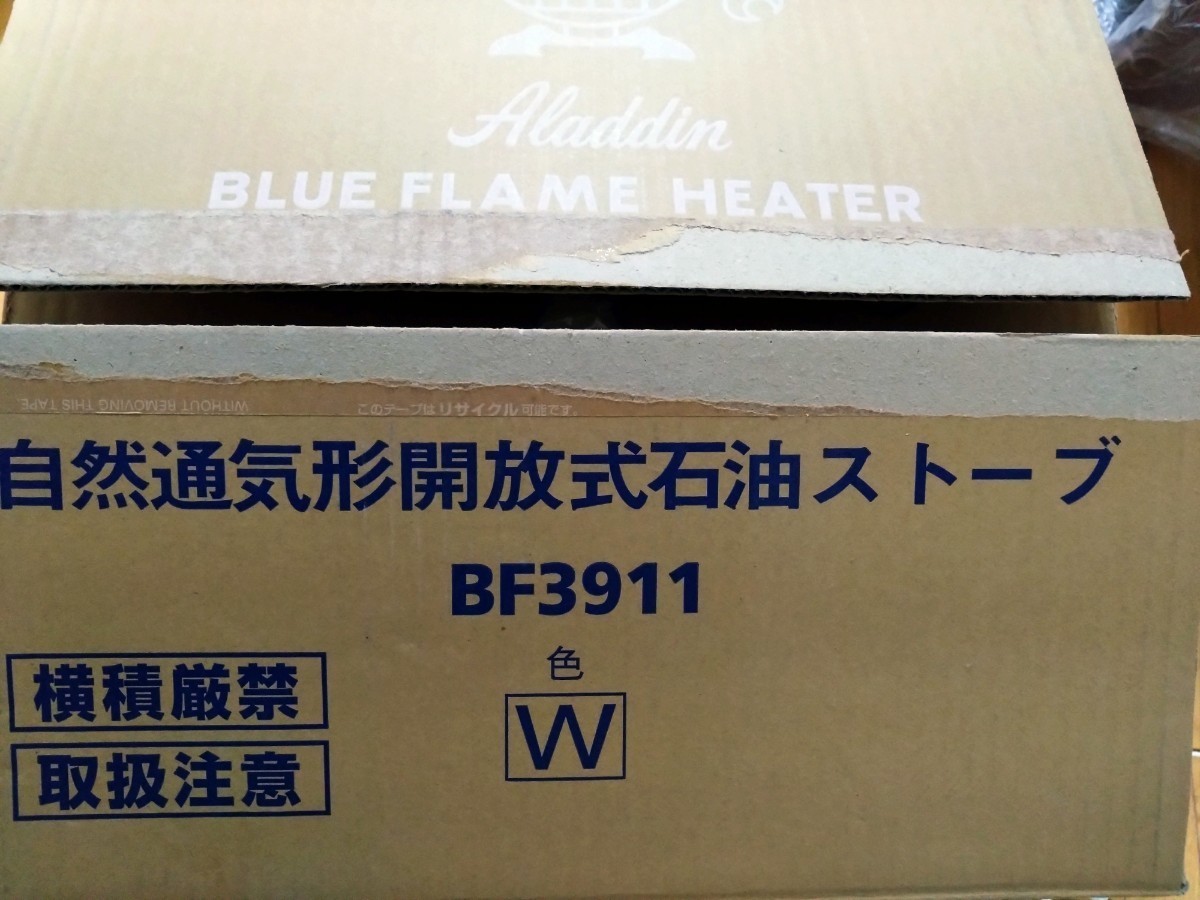 Aladdin
BLUE FLAME HEATER
WITHOUT REMOVING THIS TAPE.
このテープはリサイクル可能です。
自然通気形開放式石油ストーブ
BF3911
色
W
横積厳禁
取扱注意